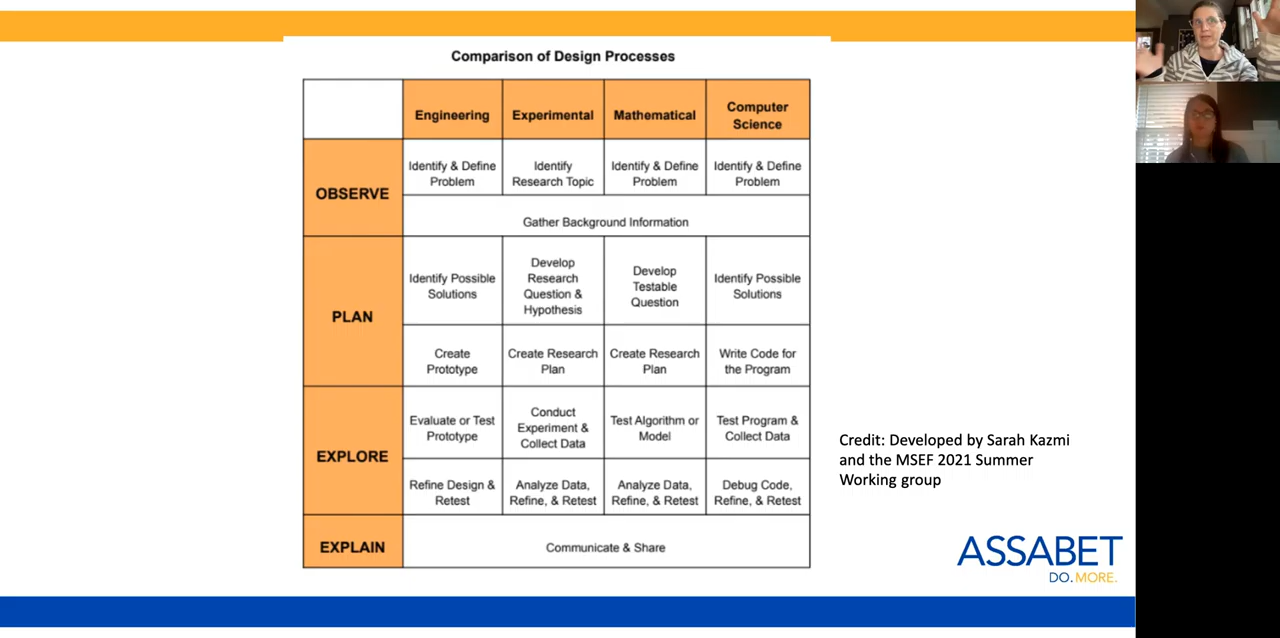 Comparison of Design Processes
Engineering
Experimental
Mathematical
Computer
Science
OBSERVE
Identify & Define
Problem
Identify
Research Topic
Identify & Define
Problem
Identify & Define
Problem
Gather Background Information
PLAN
Identify Possible
Solutions
Develop
Research
Question &
Hypothesis
Develop
Testable
Question
Identify Possible
Solutions
Create
Prototype
Create Research
Plan
Create Research
Plan
Write Code for
the Program
EXPLORE
Evaluate or Test
Prototype
Conduct
Experiment &
Collect Data
Test Algorithm or
Model
Test Program &
Collect Data
Refine Design &
Retest
Analyze Data,
Refine, & Retest
Analyze Data,
Refine, & Retest
Debug Code,
Refine, & Retest
EXPLAIN
Communicate & Share
Credit: Developed by Sarah Kazmi
and the MSEF 2021 Summer
Working group
ASSABET
DO. MORE.